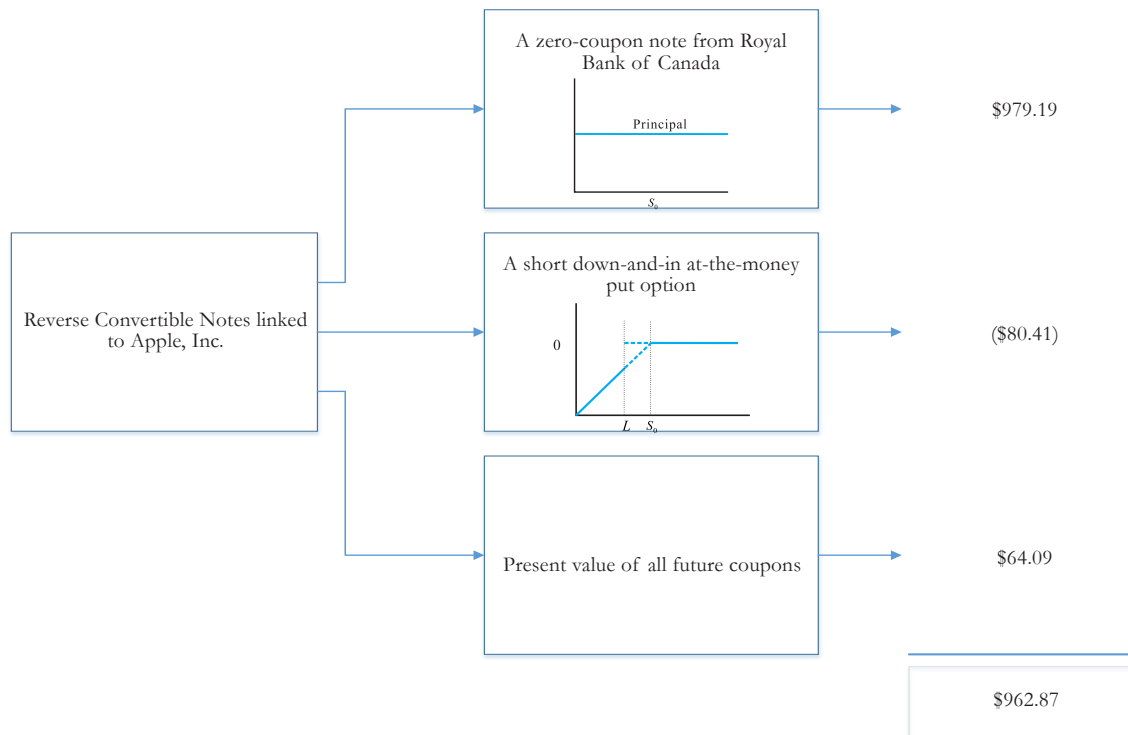 A zero-coupon note from Royal
Bank of Canada
Principal
S₀
$979.19
Reverse Convertible Notes linked
to Apple, Inc.
A short down-and-in at-the-money
put option
0
L S₀
($80.41)
Present value of all future coupons
$64.09
$962.87